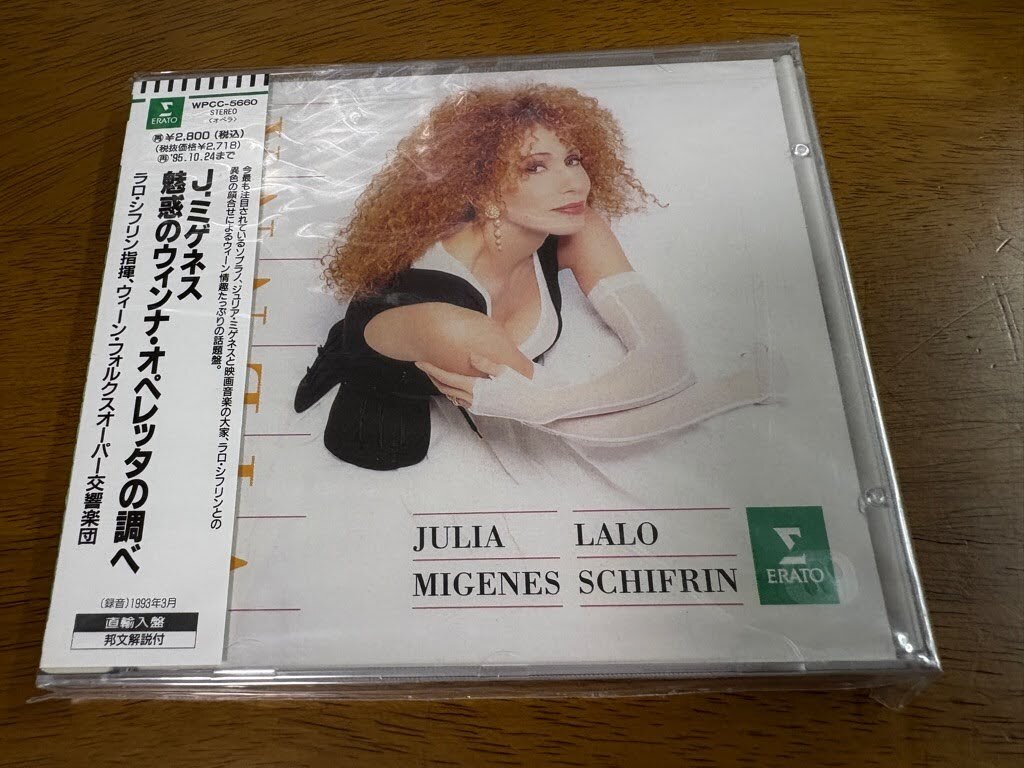 ERATO
WPCC-5660
STEREO
〈オペラ〉
㊕¥2,800(税込)
(税抜価格¥2,718)
㊕'95.10.24まで
今最も注目されているソプラノ、ジュリア・ミゲネスと映画音楽の大家、ラロ・シフリンとの
異色の顔合せによるウィーン情趣たっぷりの話題盤。
J.ミゲネス
魅惑のウィンナ・オペレッタの調べ
ラロ・シフリン指揮、ウィーン・フォルクスオーパー交響楽団
(録音)1993年3月
直輸入盤
邦文解説付
JULIA LALO
MIGENES SCHIFRIN
ERATO